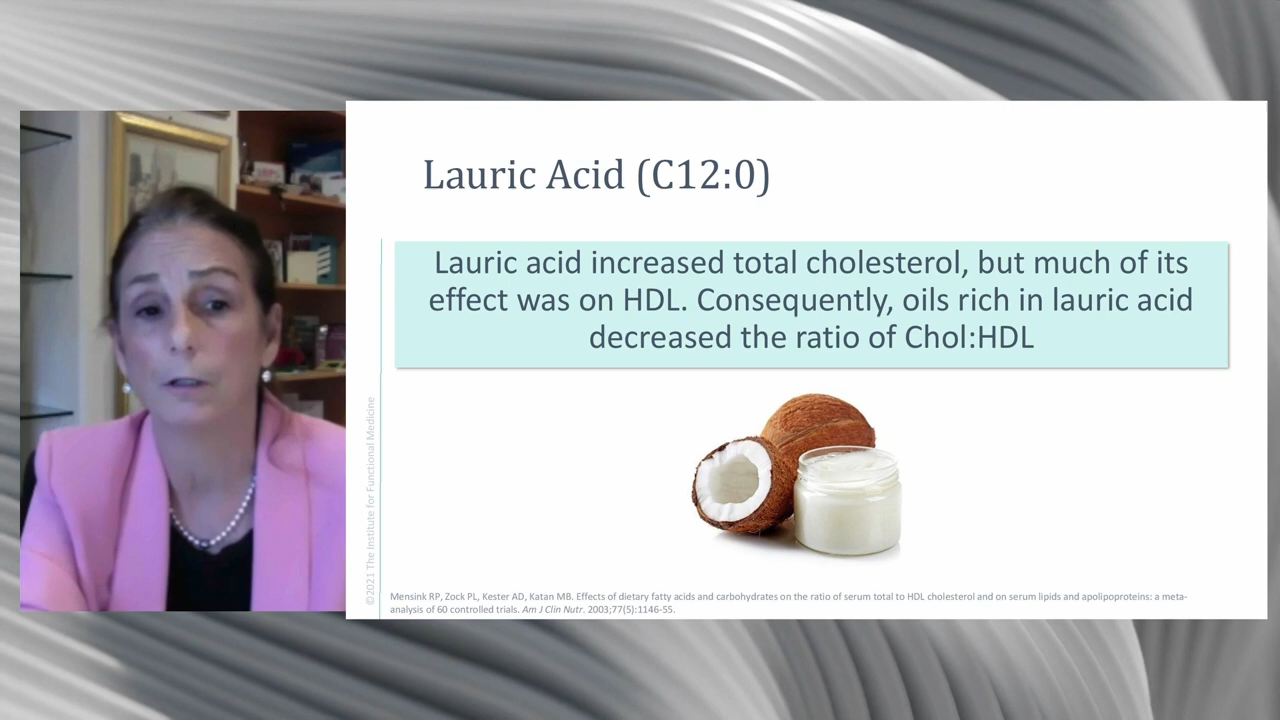 Lauric Acid (C12:0)
Lauric acid increased total cholesterol, but much of its
effect was on HDL. Consequently, oils rich in lauric acid
decreased the ratio of Chol:HDL
©2021 The Institute for Functional Medicine
Mensink RP, Zock PL, Kester AD, Katan MB. Effects of dietary fatty acids and carbohydrates on the ratio of serum total to HDL cholesterol and on serum lipids and apolipoproteins: a meta-
analysis of 60 controlled trials. Am J Clin Nutr. 2003;77(5):1146-55.